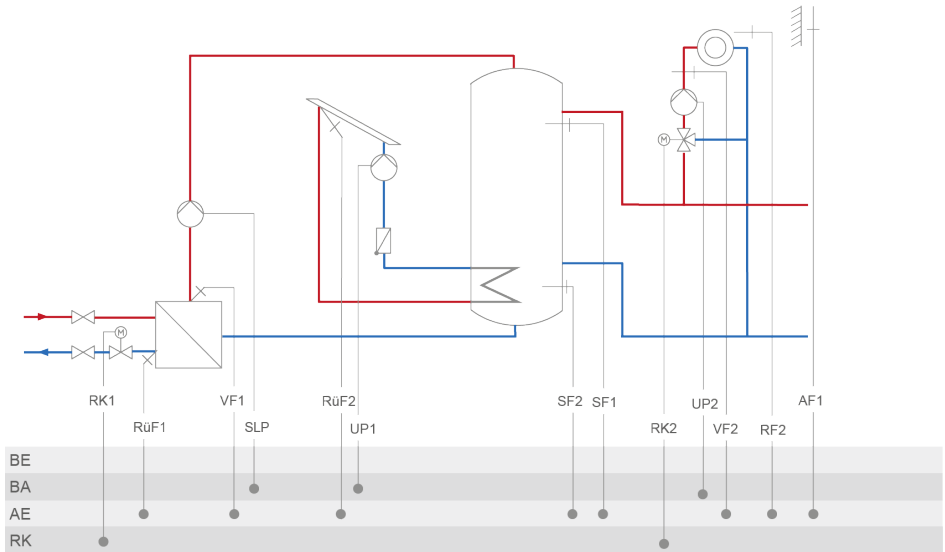 M
M
RK1
VF1
RüF2
SF2
SF1
UP2
AF1
RüF1
SLP
UP1
RK2
VF2
RF2
BE
BA
AE
RK